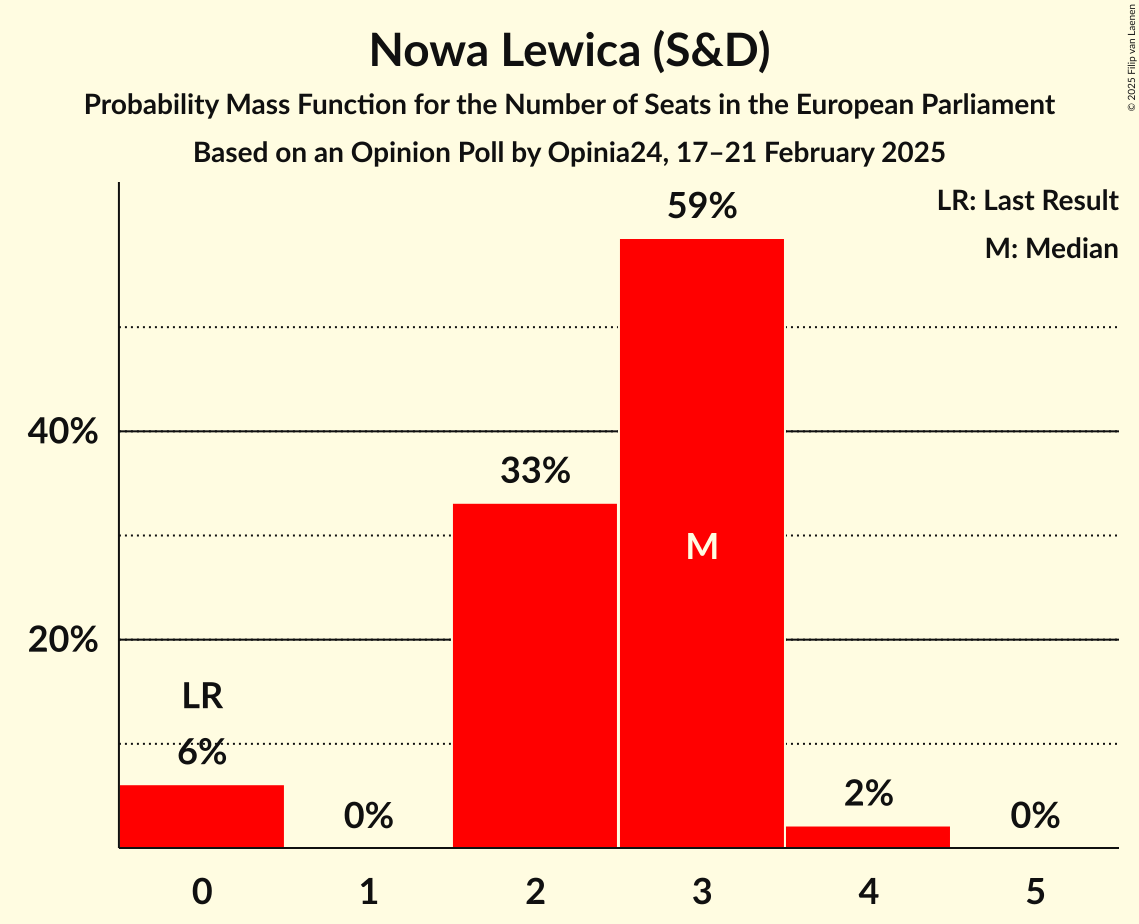 Nowa Lewica (S&D)
Probability Mass Function for the Number of Seats in the European Parliament
Based on an Opinion Poll by Opinia24, 17–21 February 2025
© 2025 Filip van Laenen
LR: Last Result
M: Median
59%
40%
33%
M
20%
LR
6%
0%
2%
0%
0 1 2 3 4 5